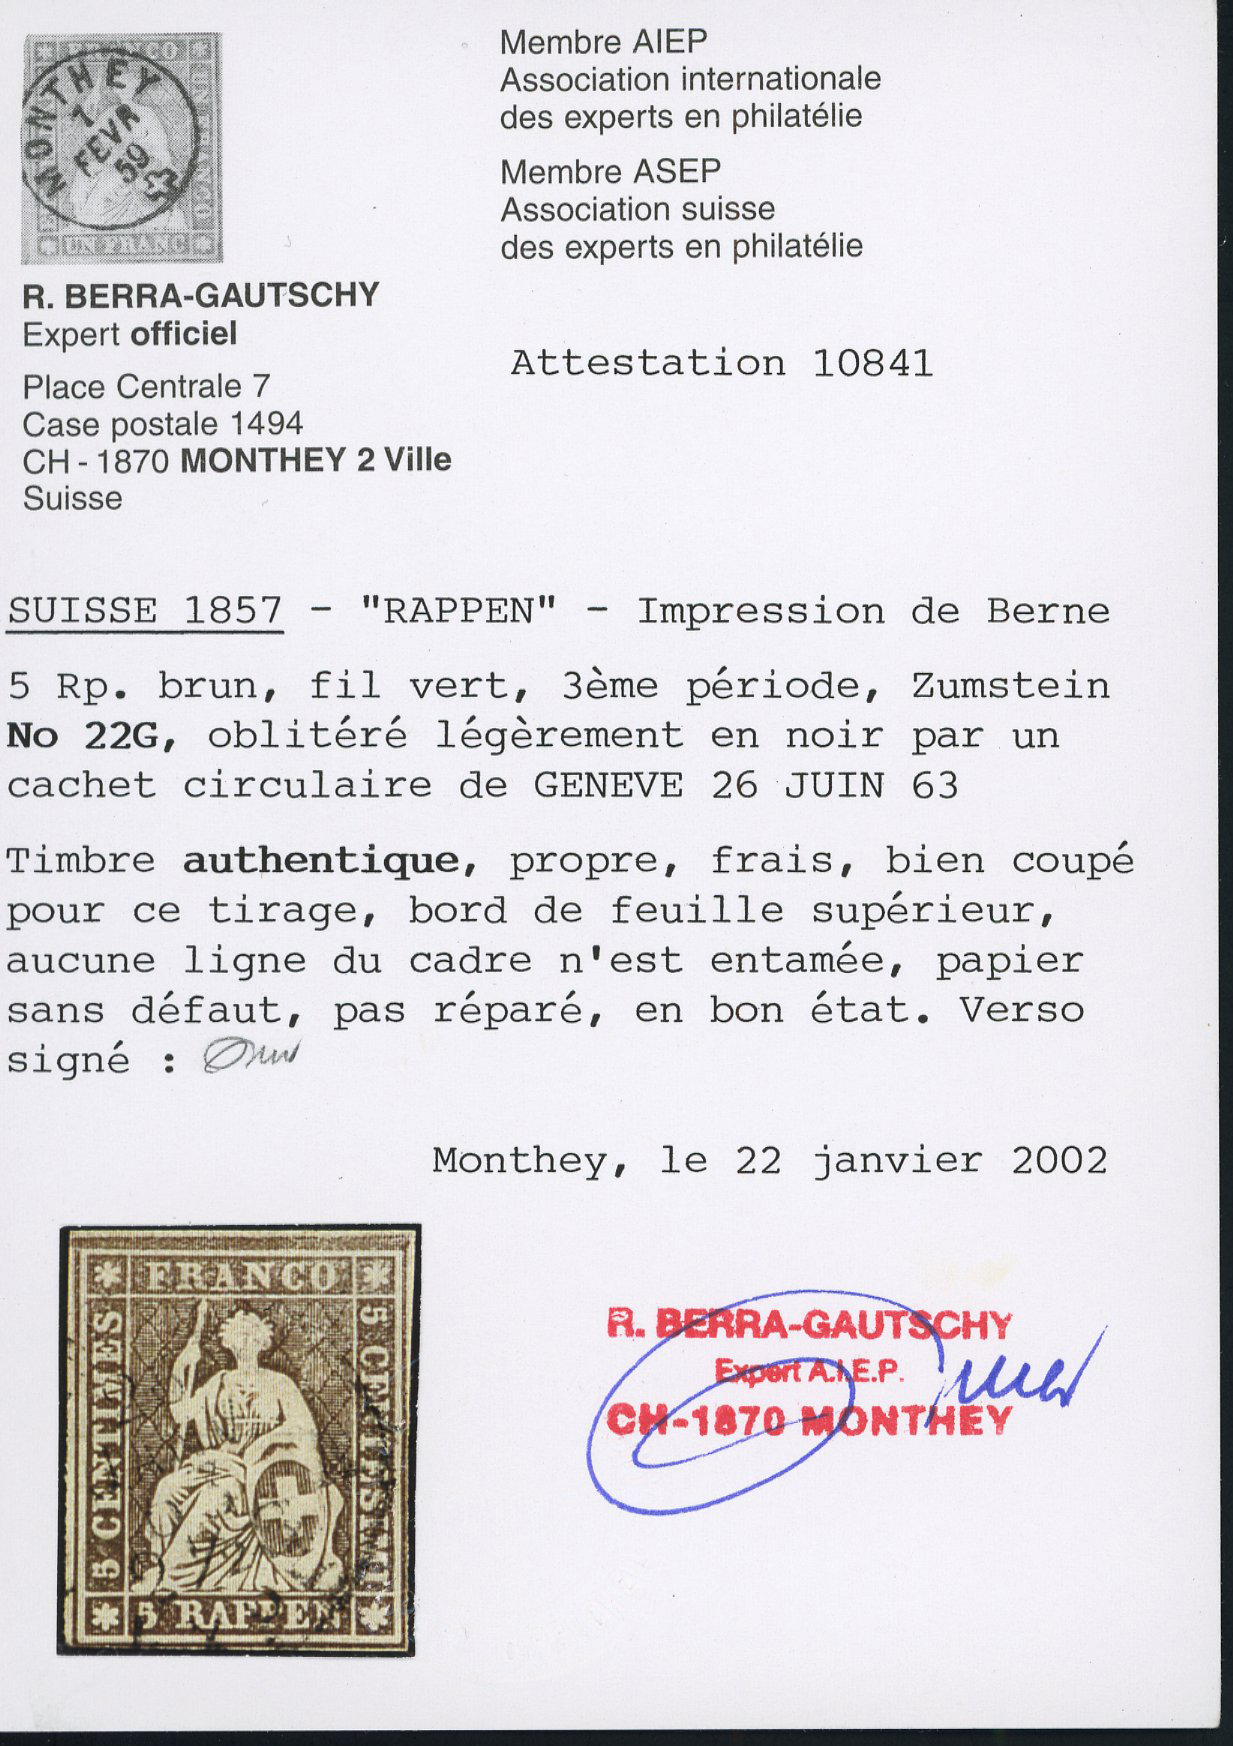 FRANCO
MONTHEY
7
FEVR
59
UN FRANC
R. BERRA-GAUTSCHY
Expert officiel
Place Centrale 7
Case postale 1494
CH - 1870 MONTHEY 2 Ville
Suisse
Membre AIEP
Association internationale
des experts en philatélie
Membre ASEP
Association suisse
des experts en philatélie
Attestation 10841
SUISSE 1857 - "RAPPEN" - Impression de Berne
5 Rp. brun, fil vert, 3ème période, Zumstein
No 22G, oblitéré légèrement en noir par un
cachet circulaire de GENEVE 26 JUIN 63
Timbre authentique, propre, frais, bien coupé
pour ce tirage, bord de feuille supérieur,
aucune ligne du cadre n'est entamée, papier
sans défaut, pas réparé, en bon état. Verso
signé :
Monthey, le 22 janvier 2002
FRANCO
5 CENTIMES
5 CENTESIMI
5 RAPPEN
R. BERRA-GAUTSCHY
Expert A.I.E.P.
CH-1870 MONTHEY